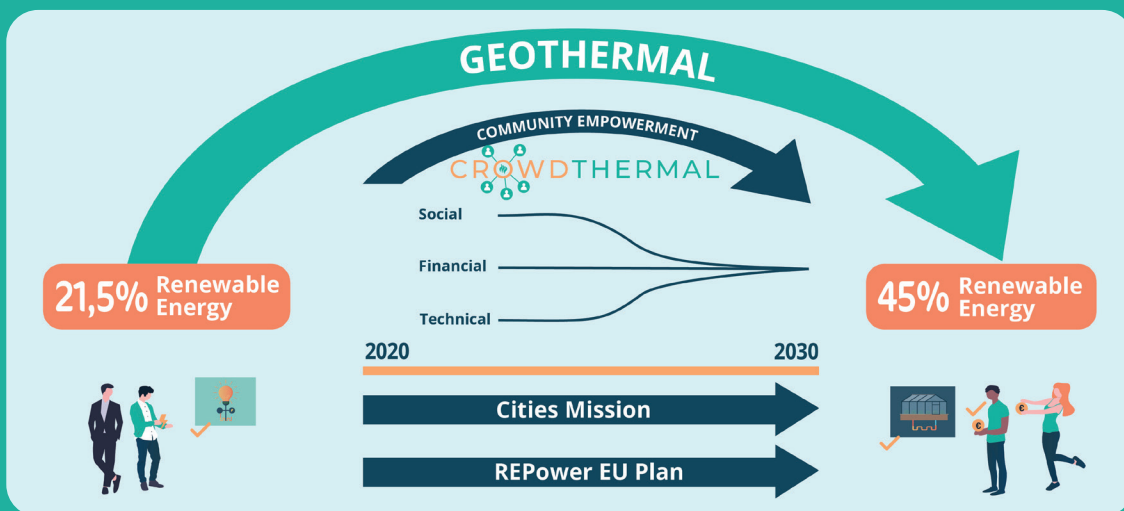 GEOTHERMAL
COMMUNITY EMPOWERMENT
CROWDTHERMAL
Social
Financial
Technical
21,5% Renewable
Energy
45% Renewable
Energy
2020
2030
Cities Mission
REPower EU Plan
€
€